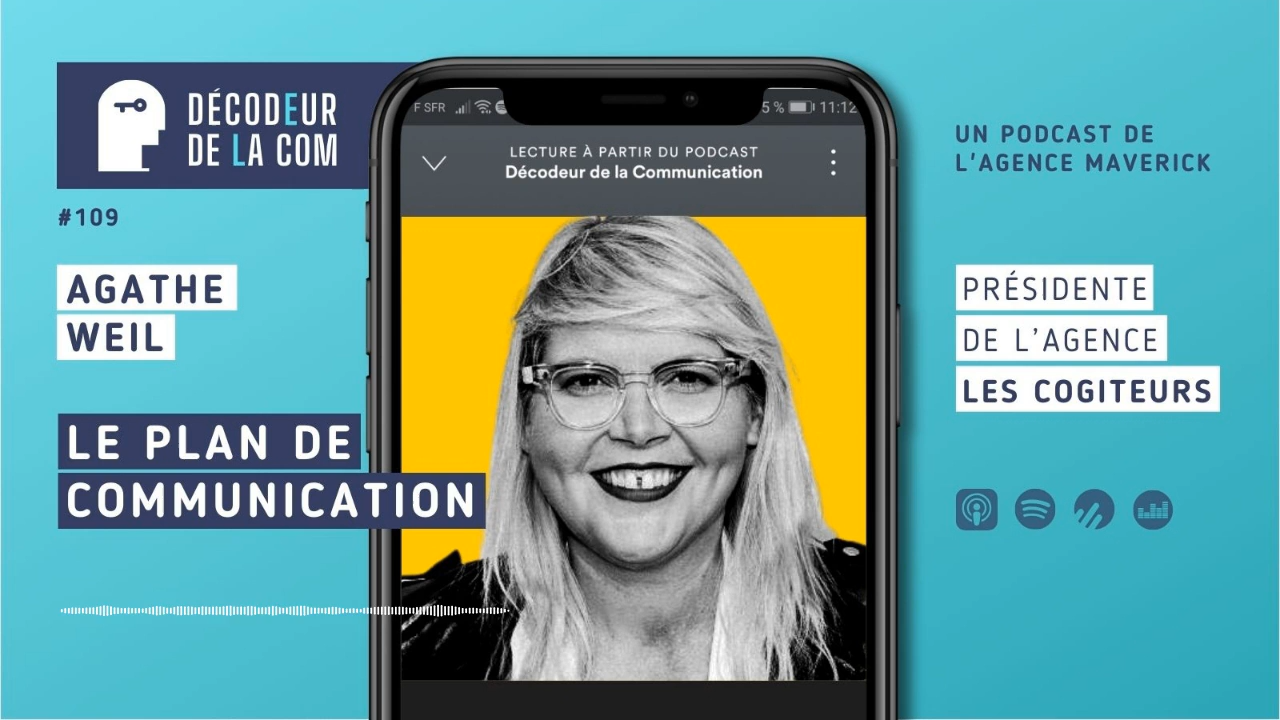 DÉCODEUR
DE LA COM
#109
AGATHE
WEIL
LE PLAN DE
COMMUNICATION
F SFR
5 % 11:12
LECTURE À PARTIR DU PODCAST
Décodeur de la Communication
UN PODCAST DE
L'AGENCE MAVERICK
PRÉSIDENTE
DE L'AGENCE
LES COGITEURS